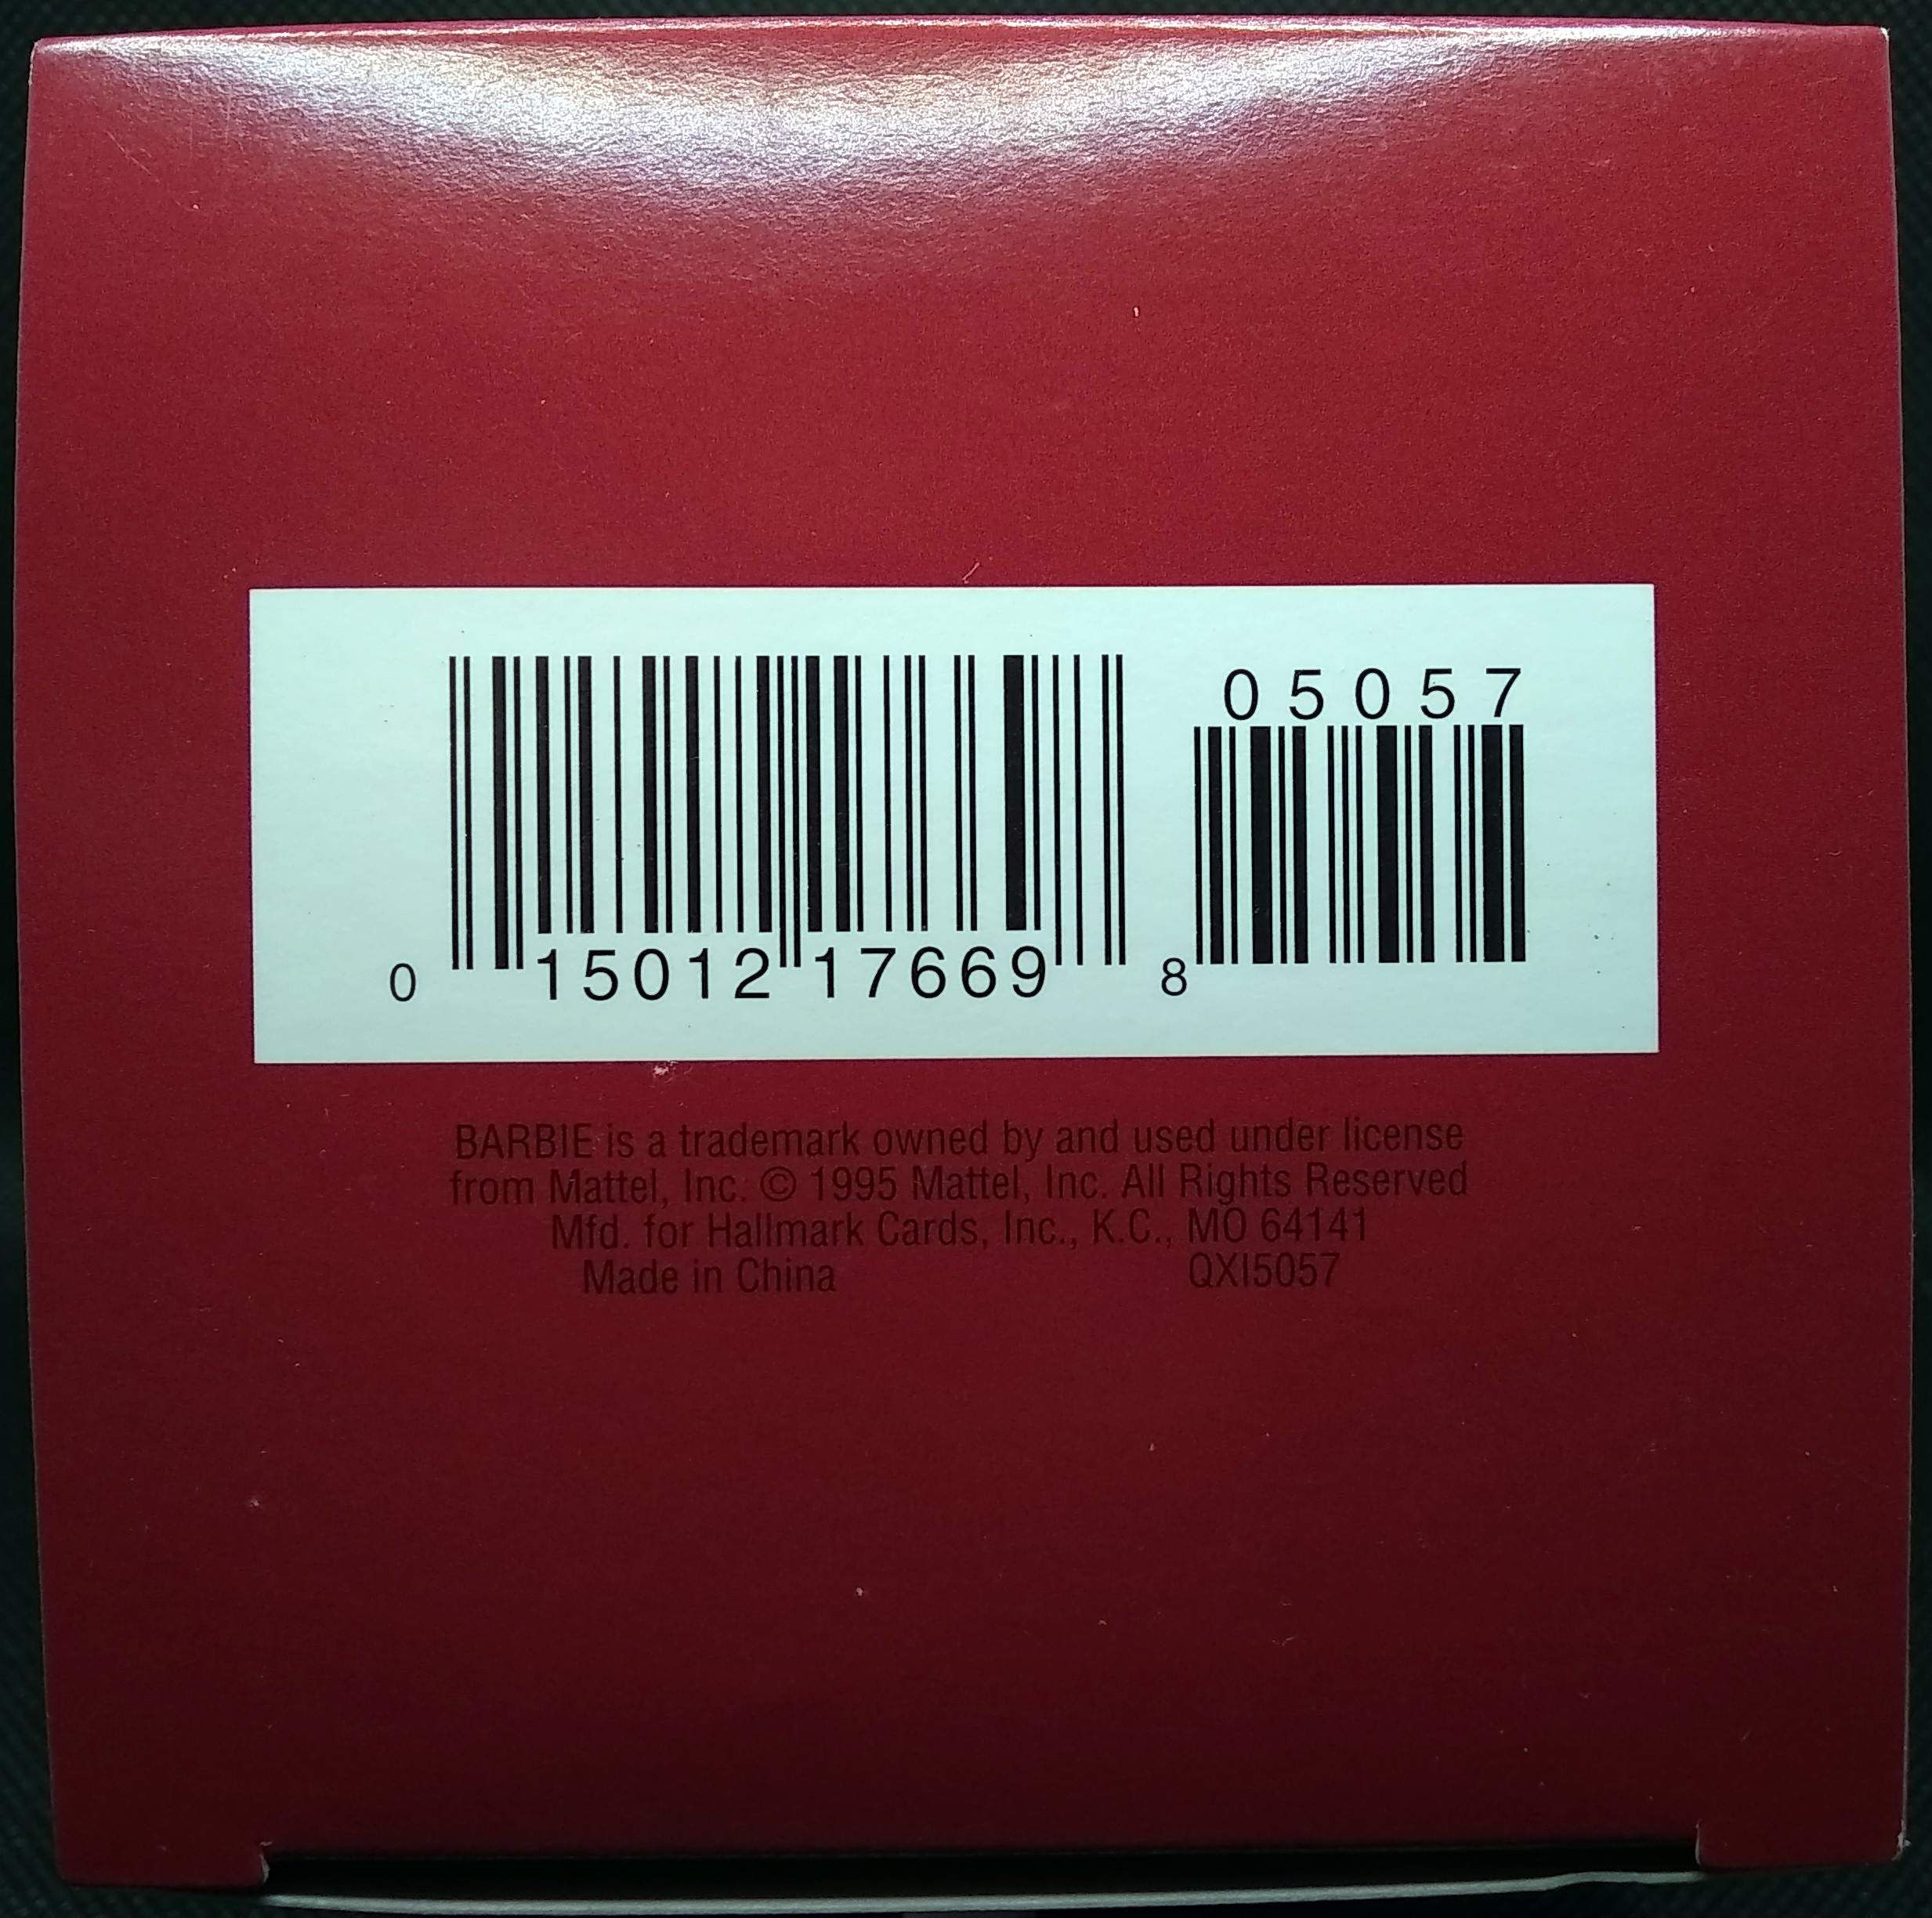 05057
0 15012 17669 8
BARBIE is a trademark owned by and used under license
from Mattel, Inc. © 1995 Mattel, Inc. All Rights Reserved
Mfd. for Hallmark Cards, Inc., K.C., MO 64141
Made in China QXI5057